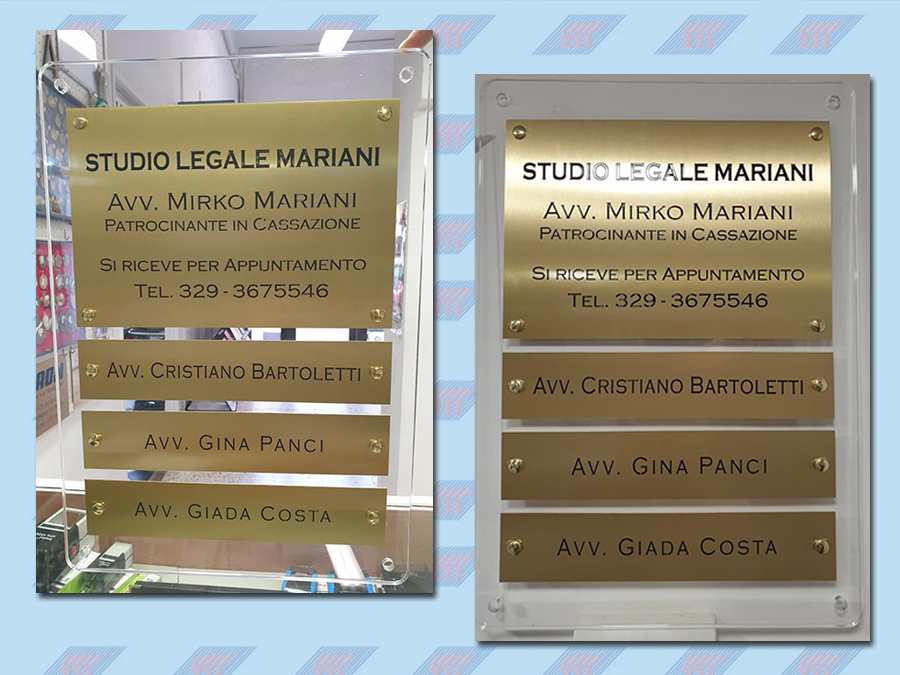 STUDIO LEGALE MARIANI
AVV. MIRKO MARIANI
PATROCINANTE IN CASSAZIONE
SI RICEVE PER APPUNTAMENTO
TEL. 329 - 3675546
AVV. CRISTIANO BARTOLETTI
AVV. GINA PANCI
AVV. GIADA COSTA
STUDIO LEGALE MARIANI
AVV. MIRKO MARIANI
PATROCINANTE IN CASSAZIONE
SI RICEVE PER APPUNTAMENTO
TEL. 329 - 3675546
AVV. CRISTIANO BARTOLETTI
AVV. GINA PANCI
AVV. GIADA COSTA